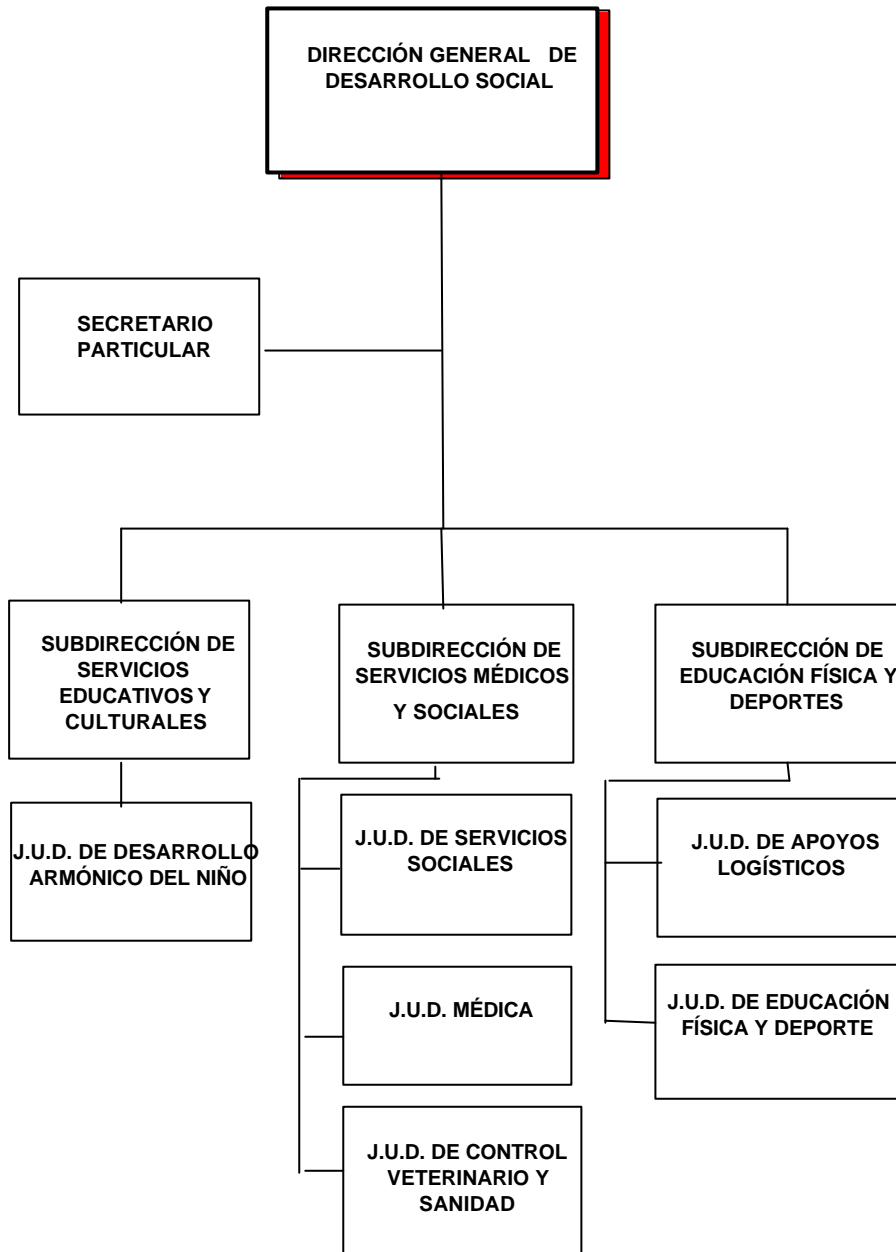 DIRECCIÓN GENERAL DE
DESARROLLO SOCIAL
SECRETARIO
PARTICULAR
SUBDIRECCIÓN DE
SERVICIOS
EDUCATIVOS Y
CULTURALES
SUBDIRECCIÓN DE
SERVICIOS MÉDICOS
Y SOCIALES
SUBDIRECCIÓN DE
EDUCACIÓN FÍSICA Y
DEPORTES
J.U.D. DE DESARROLLO
ARMÓNICO DEL NIÑO
J.U.D. DE SERVICIOS
SOCIALES
J.U.D. DE APOYOS
LOGÍSTICOS
J.U.D. MÉDICA
J.U.D. DE EDUCACIÓN
FÍSICA Y DEPORTE
J.U.D. DE CONTROL
VETERINARIO Y
SANIDAD